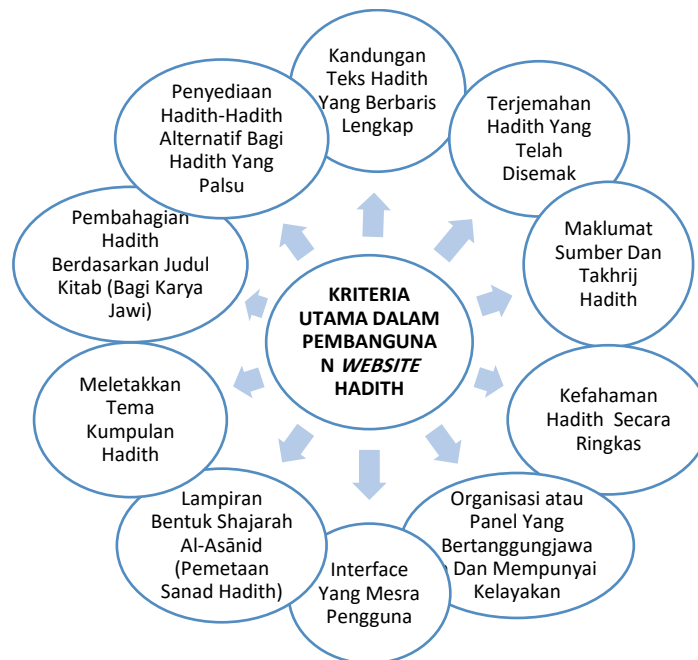 Kandungan
Teks Hadith
Yang Berbaris
Lengkap
Terjemahan
Hadith Yang
Telah
Disemak
Maklumat
Sumber Dan
Takhrij
Hadith
Kefahaman
Hadith Secara
Ringkas
Organisasi atau
Panel Yang
Bertanggungjawa
Dan Mempunyai
Kelayakan
Interface
Yang Mesra
Pengguna
Lampiran
Bentuk Shajarah
Al-Asānid
(Pemetaan
Sanad Hadith)
Meletakkan
Tema
Kumpulan
Hadith
Pembahagian
Hadith
Berdasarkan Judul
Kitab (Bagi Karya
Jawi)
Penyediaan
Hadith-Hadith
Alternatif Bagi
Hadith Yang
Palsu
KRITERIA
UTAMA DALAM
PEMBANGUNA
N WEBSITE
HADITH